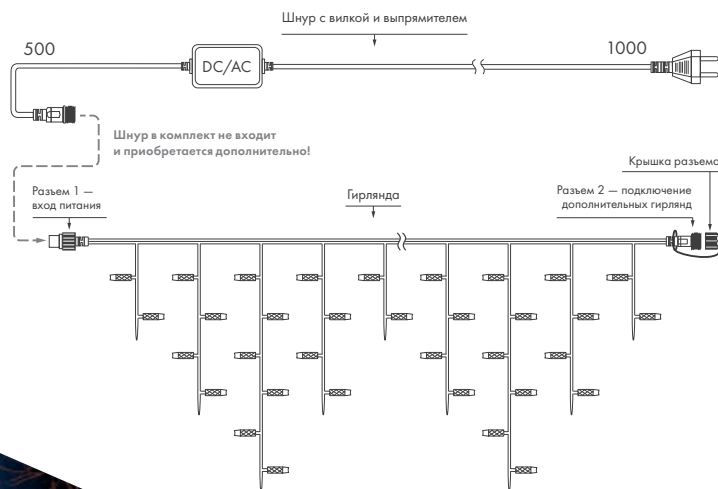 Шнур с вилкой и выпрямителем
500
1000
DC/AC
Шнур в комплект не входит
и приобретается дополнительно!
Крышка разъема
Разъем 1 —
вход питания
Гирлянда
Разъем 2 — подключение
дополнительных гирлянд